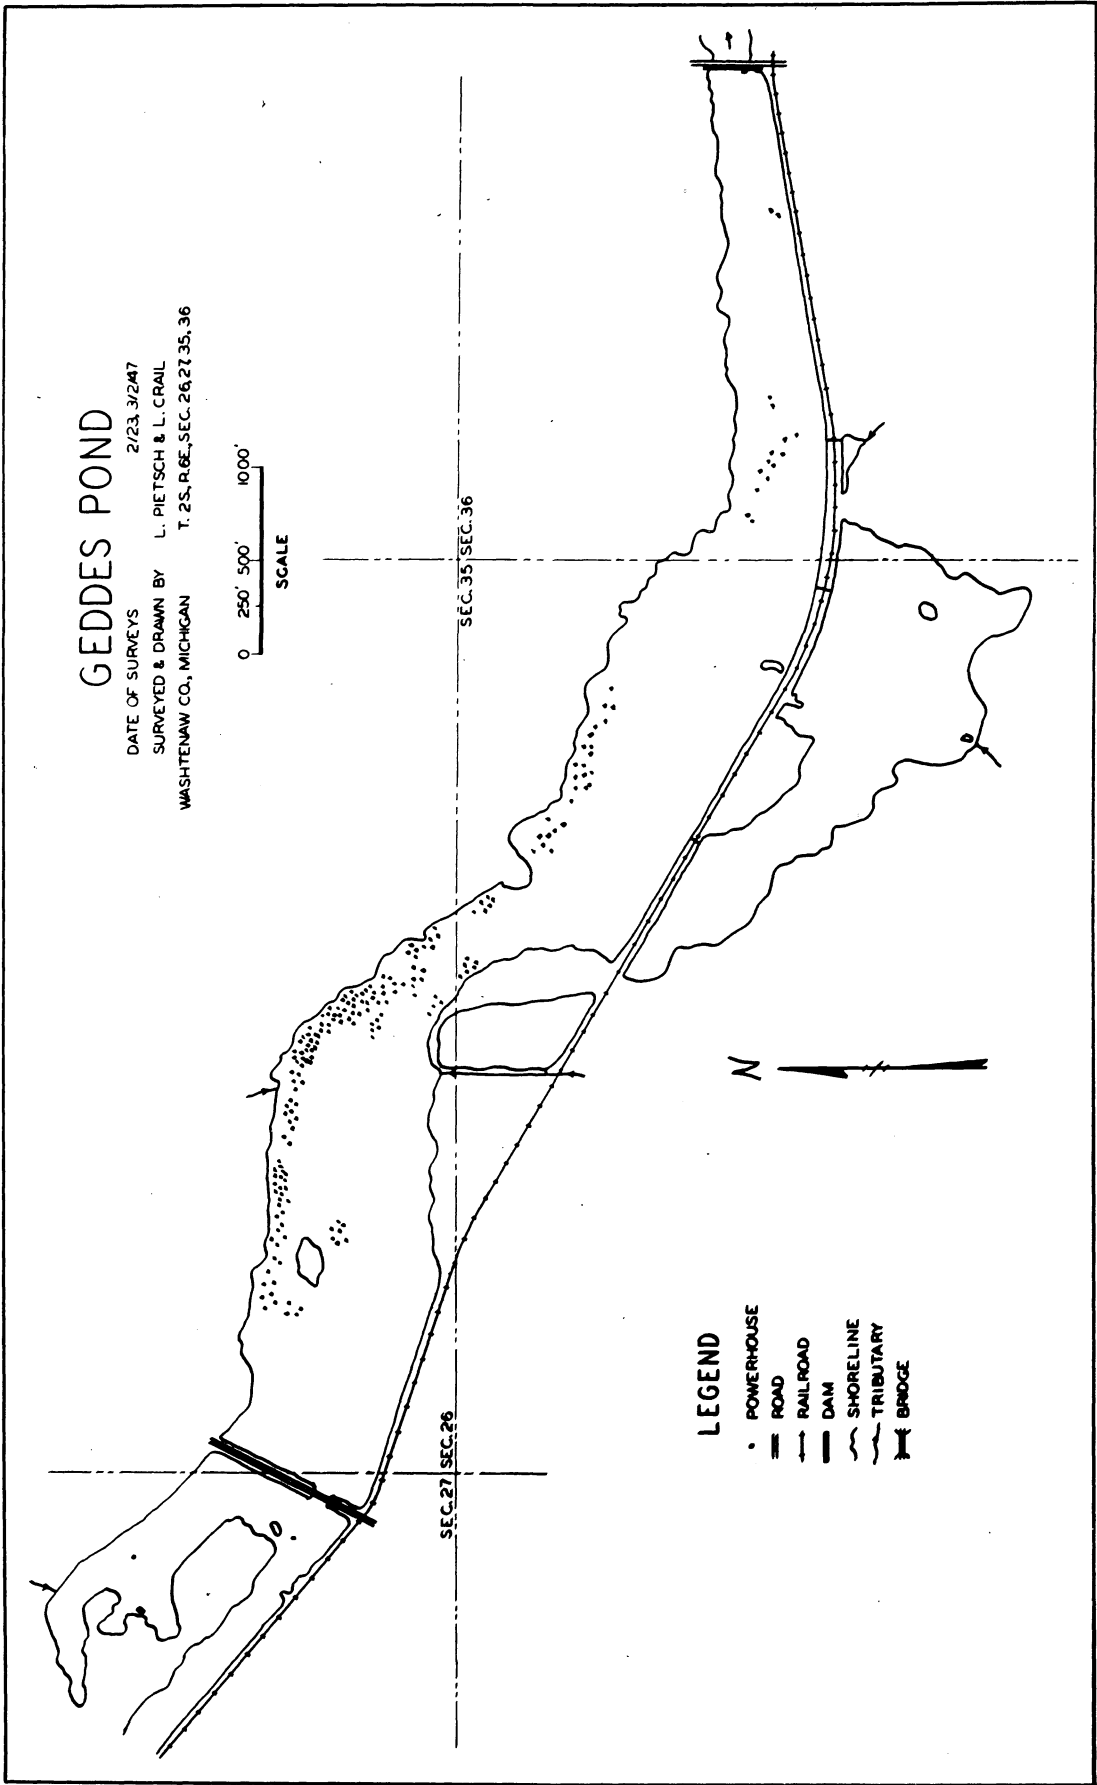 GEDDES POND
DATE OF SURVEYS 2/23, 3/2/47
SURVEYED & DRAWN BY L. PIETSCH & L. CRAIL
WASHTENAW CO., MICHIGAN T. 2S., R.6E., SEC. 26,27,35,36
0 250' 500' 1000'
SCALE
SEC. 35 SEC. 36
SEC. 27 SEC. 26
N
LEGEND
POWERHOUSE
ROAD
RAILROAD
DAM
SHORELINE
TRIBUTARY
BRIDGE